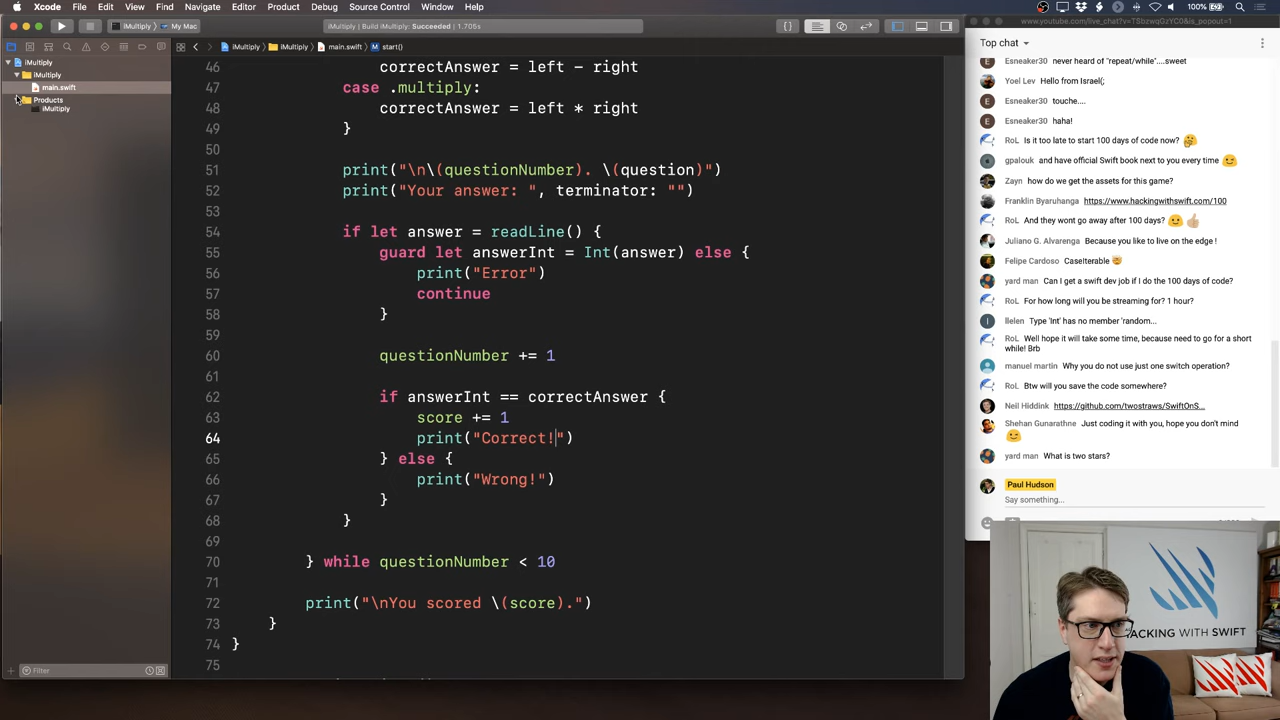 Xcode File Edit View Find Navigate Editor Product Debug Source Control Window Help
iMultiply My Mac
iMultiply | Build iMultiply: Succeeded | 1.705s
www.youtube.com/live_chat?v=TSbzwqGzYC0&is_popout=1
iMultiply
iMultiply
main.swift
Products
iMultiply
Filter
iMultiply iMultiply main.swift M start()
46 correctAnswer = left - right
47 case .multiply:
48 correctAnswer = left * right
49 }
50
51 print("\n\(questionNumber). \(question)")
52 print("Your answer: ", terminator: "")
53
54 if let answer = readLine() {
55 guard let answerInt = Int(answer) else {
56 print("Error")
57 continue
58 }
59
60 questionNumber += 1
61
62 if answerInt == correctAnswer {
63 score += 1
64 print("Correct!")
65 } else {
66 print("Wrong!")
67 }
68 }
69
70 } while questionNumber < 10
71
72 print("\nYou scored \(score).")
73 }
74 }
75
Top chat
Esneaker30 never heard of "repeat/while"....sweet
Yoel Lev Hello from Israel(;
Esneaker30 touche....
Esneaker30 haha!
RoL Is it too late to start 100 days of code now?
gpalouk and have official Swift book next to you every time
Zayn how do we get the assets for this game?
Franklin Byaruhanga https://www.hackingwithswift.com/100
RoL And they wont go away after 100 days?
Juliano G. Alvarenga Because you like to live on the edge !
Felipe Cardoso CaseIterable
yard man Can I get a swift dev job if I do the 100 days of code?
RoL For how long will you be streaming for? 1 hour?
llelen Type 'Int' has no member 'random...
RoL Well hope it will take some time, because need to go for a short
while! Brb
manuel martin Why you do not use just one switch operation?
RoL Btw will you save the code somewhere?
Neil Hiddink https://github.com/twostraws/SwiftOnS...
Shehan Gunarathne Just coding it with you, hope you don't mind
yard man What is two stars?
Paul Hudson
Say something...
HACKING WITH SWIFT